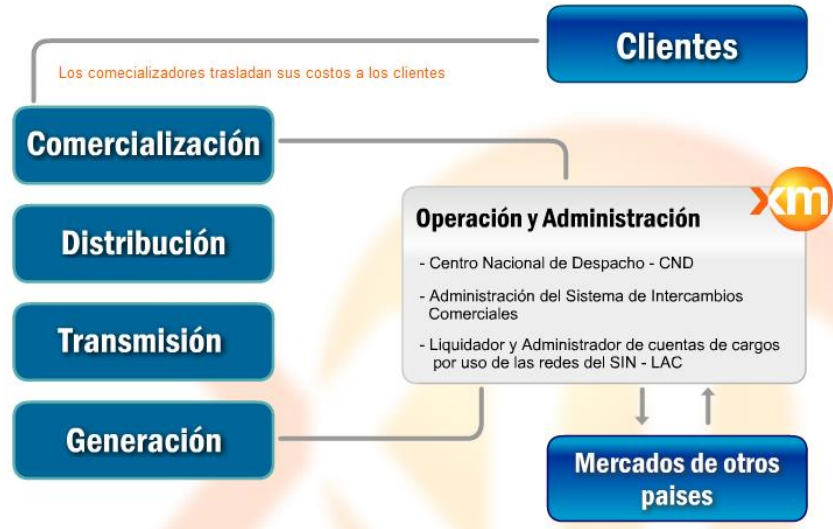 Clientes
Los comecializadores trasladan sus costos a los clientes
Comercialización
Distribución
Transmisión
Generación
xm
Operación y Administración
- Centro Nacional de Despacho - CND
- Administración del Sistema de Intercambios
Comerciales
- Liquidador y Administrador de cuentas de cargos
por uso de las redes del SIN - LAC
Mercados de otros
paises